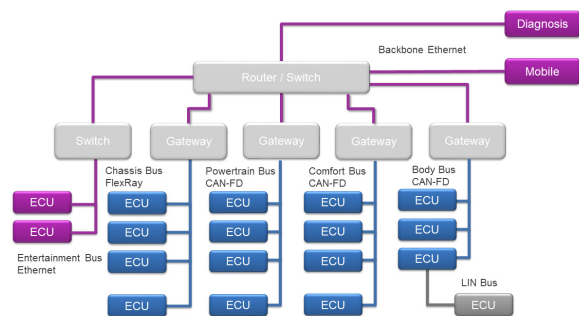 Diagnosis
Backbone Ethernet
Mobile
Router / Switch
Switch
Gateway
Gateway
Gateway
Gateway
Chassis Bus
FlexRay
Powertrain Bus
CAN-FD
Comfort Bus
CAN-FD
Body Bus
CAN-FD
ECU
ECU
ECU
ECU
ECU
ECU
ECU
ECU
ECU
ECU
Entertainment Bus
Ethernet
ECU
ECU
ECU
ECU
LIN Bus
ECU
ECU
ECU
ECU